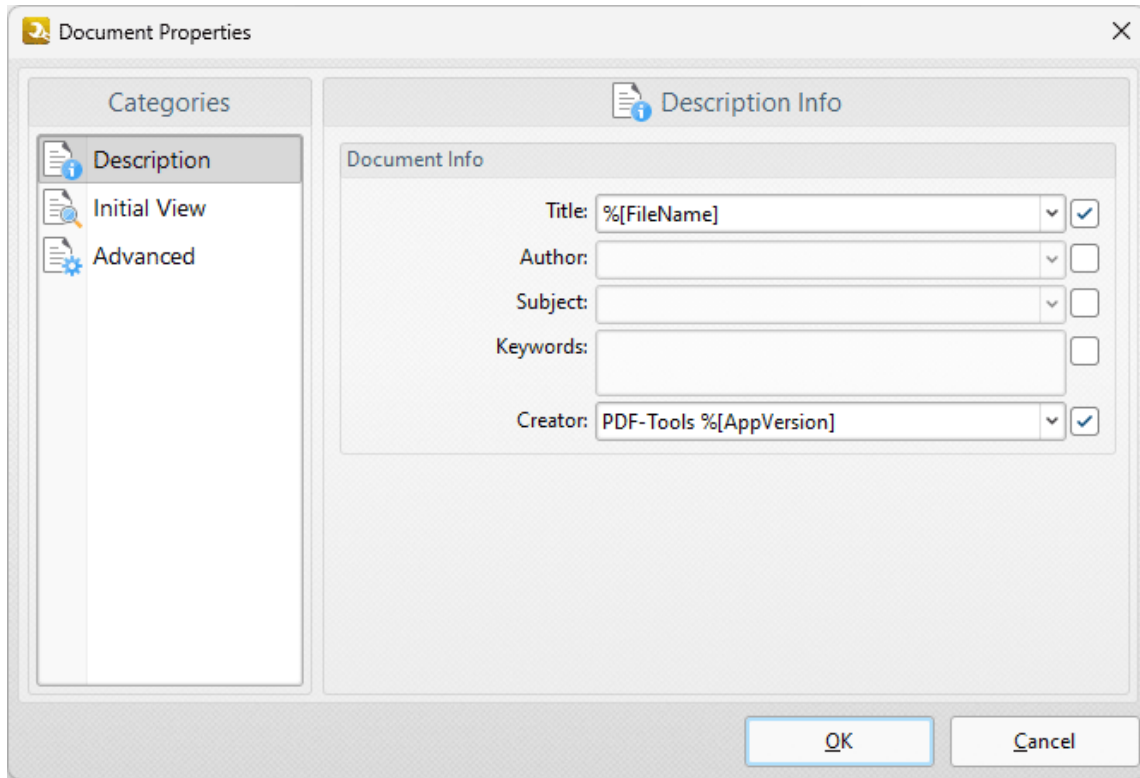 Document Properties
Categories
Description
Initial View
Advanced
Description Info
Document Info
Title: %[FileName]
Author:
Subject:
Keywords:
Creator: PDF-Tools %[AppVersion]
OK
Cancel